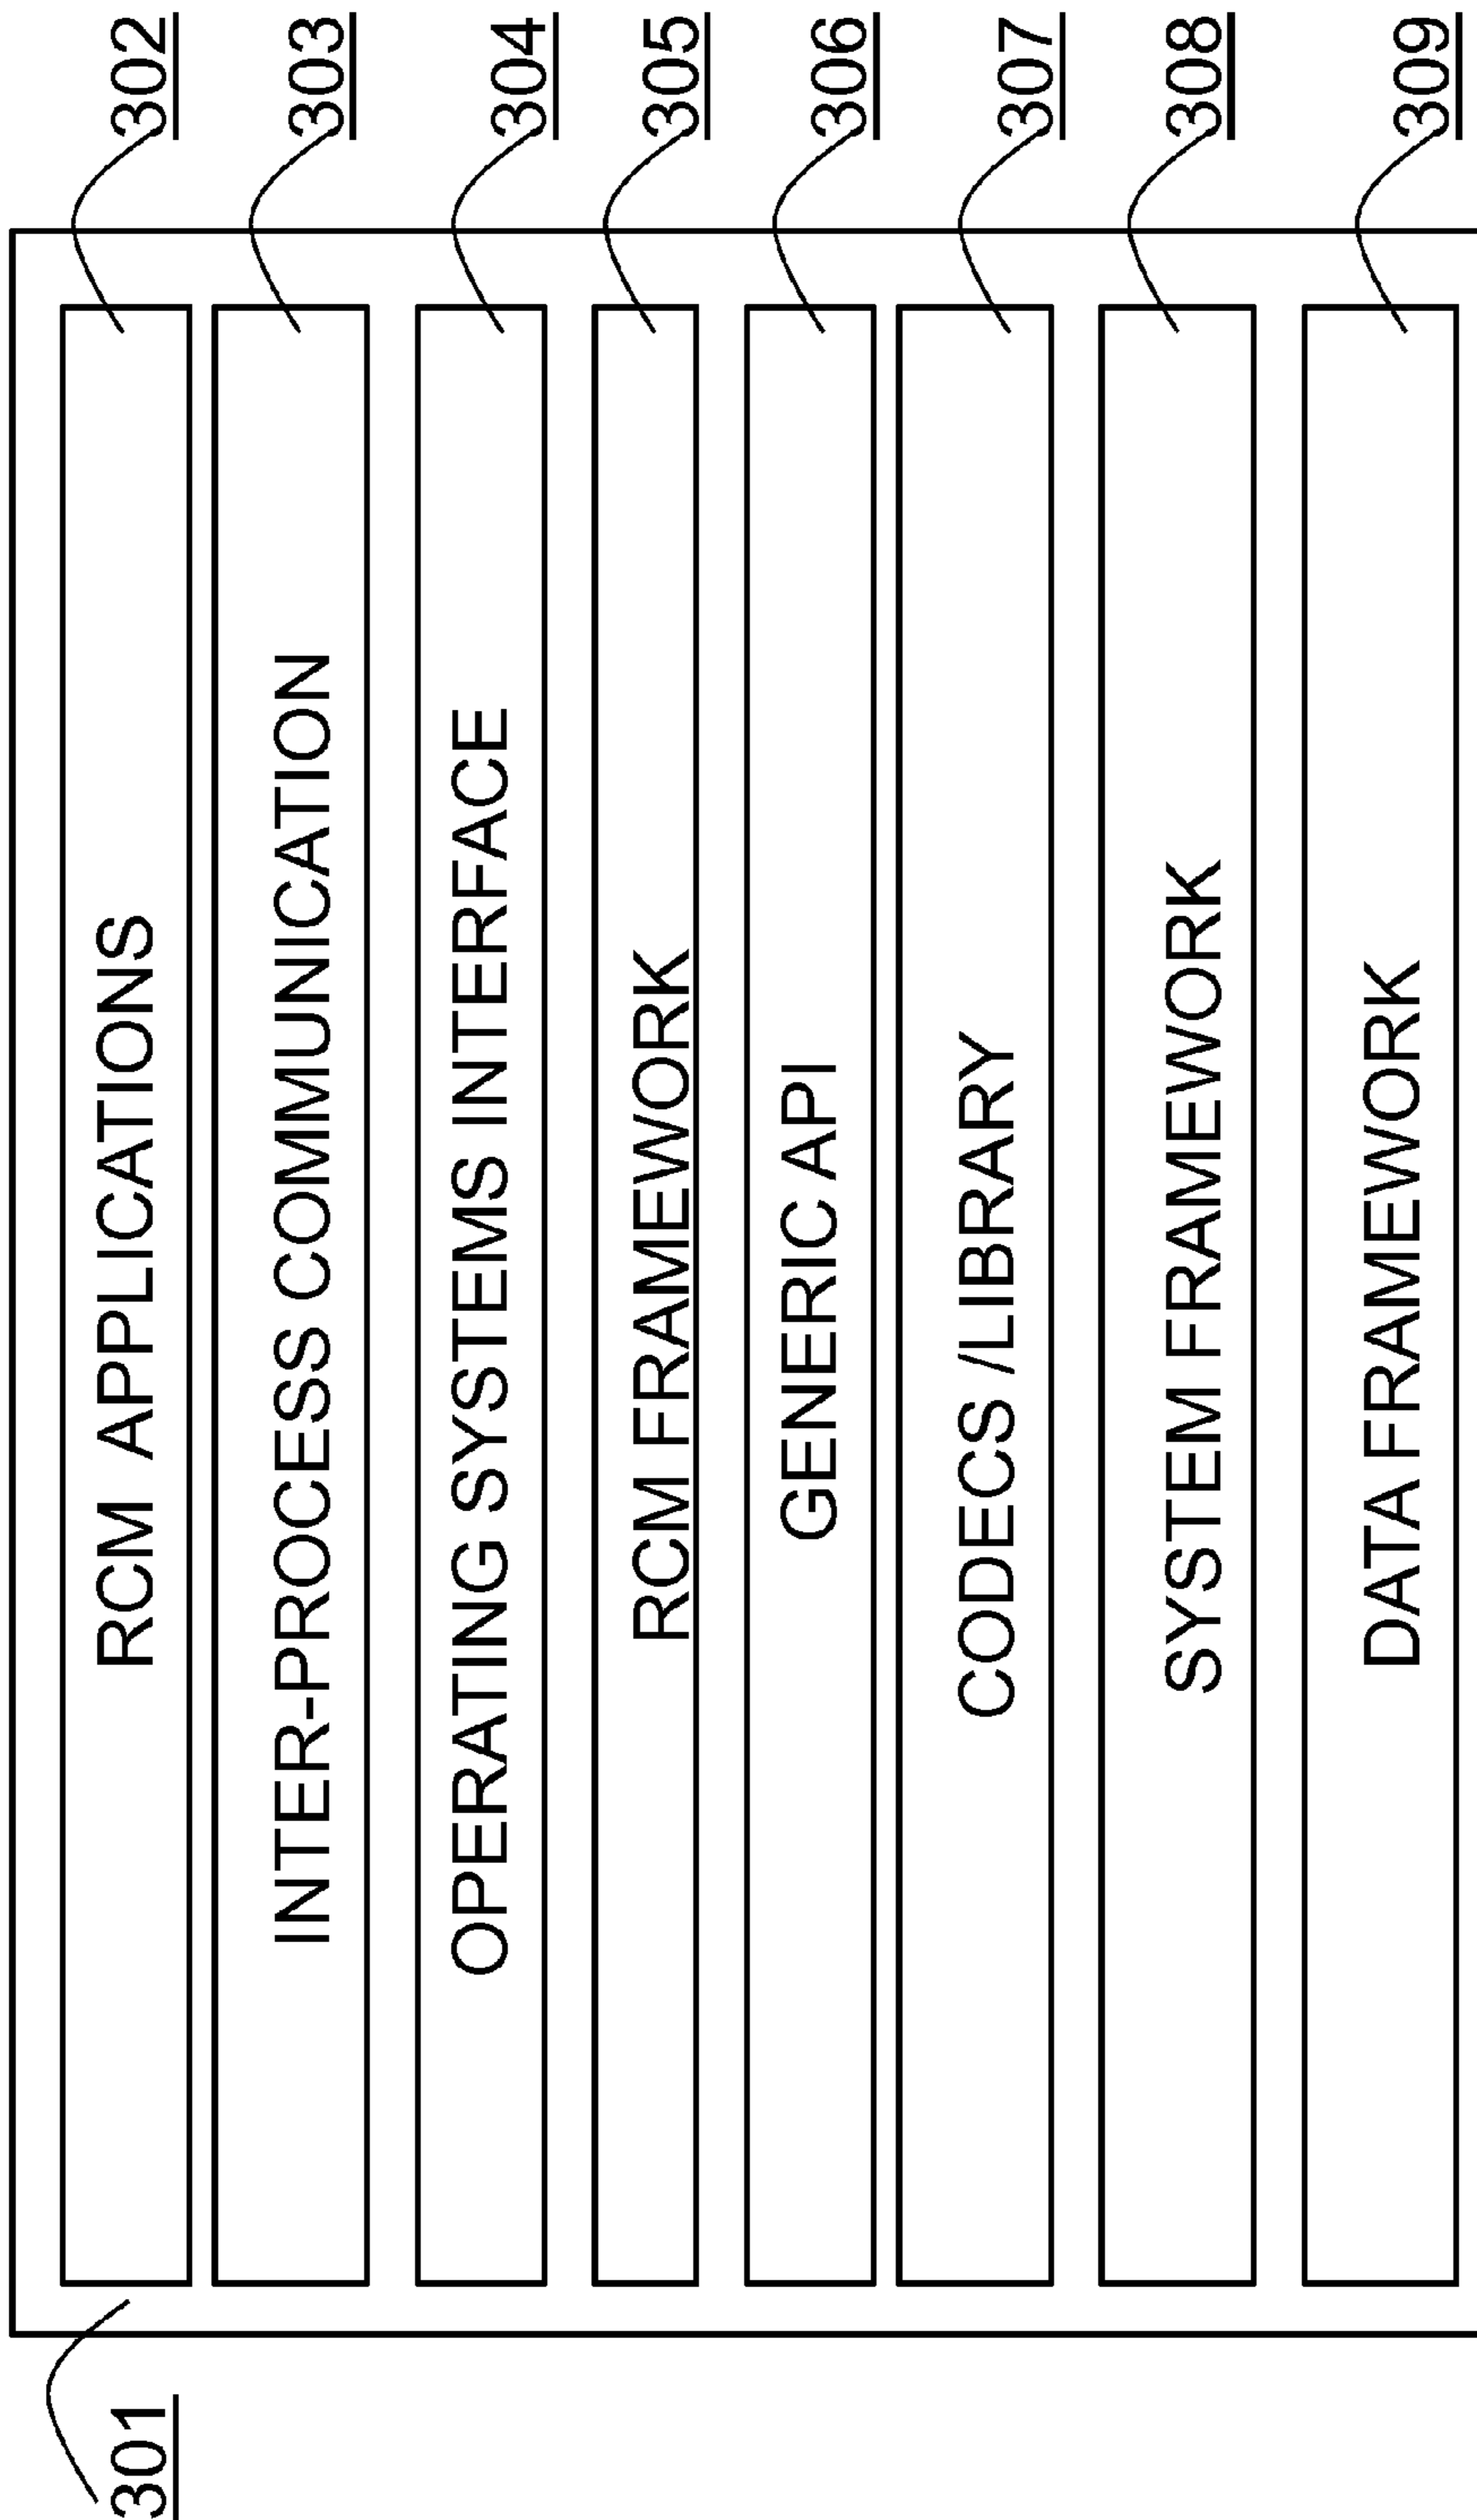 301
RCM APPLICATIONS
302
INTER-PROCESS COMMUNICATION
303
OPERATING SYSTEMS INTERFACE
304
RCM FRAMEWORK
305
GENERIC API
306
CODECS /LIBRARY
307
SYSTEM FRAMEWORK
308
DATA FRAMEWORK
309